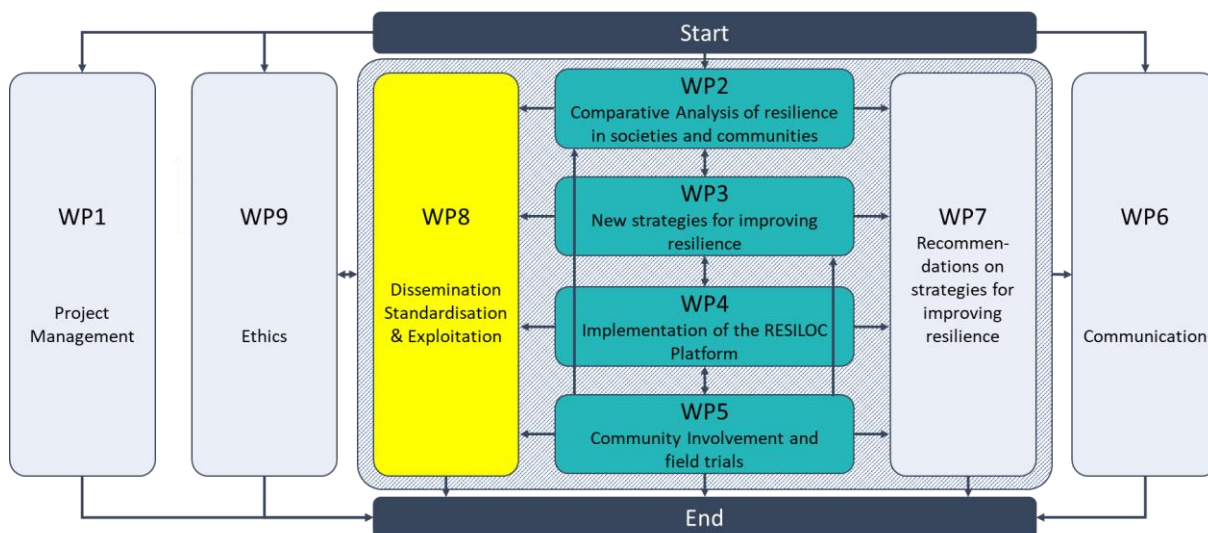 Start
WP1
Project
Management
WP9
Ethics
WP8
Dissemination
Standardisation
& Exploitation
WP2
Comparative Analysis of resilience
in societies and communities
WP3
New strategies for improving
resilience
WP4
Implementation of the RESILOC
Platform
WP5
Community Involvement and
field trials
WP7
Recommen-
dations on
strategies for
improving
resilience
WP6
Communication
End